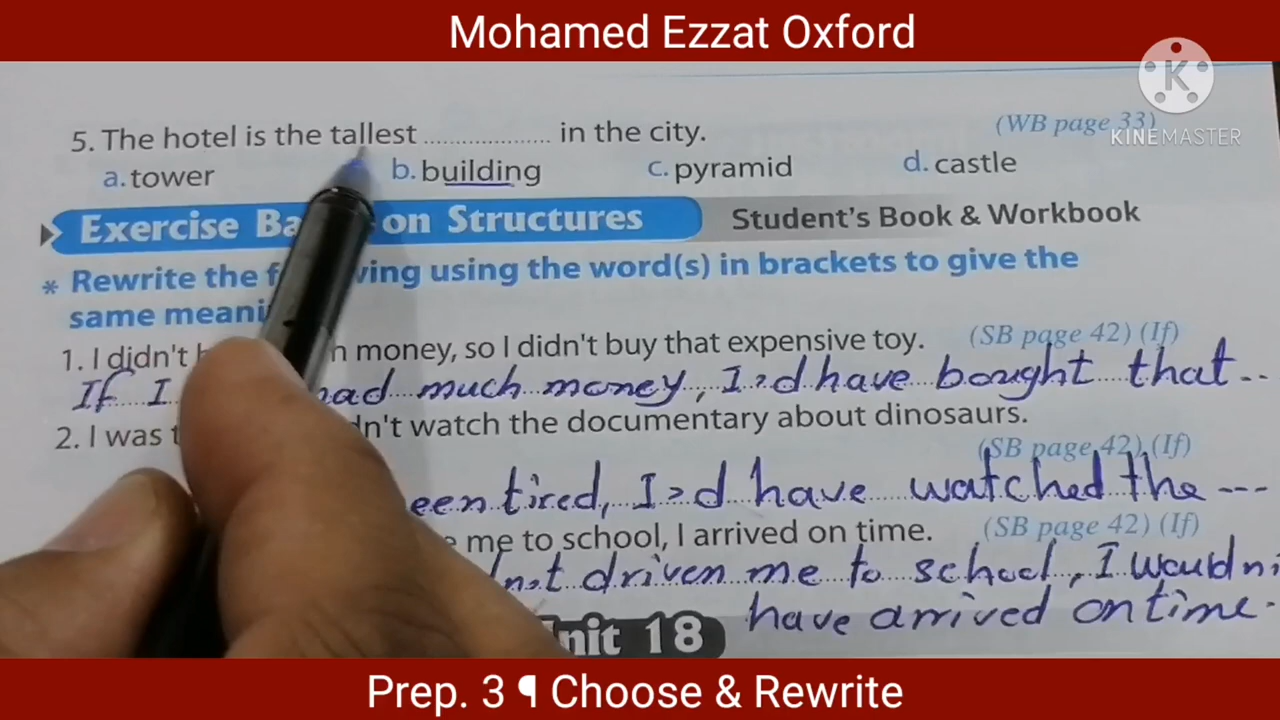 Mohamed Ezzat Oxford
KINEMASTER
5. The hotel is the tallest .................... in the city. (WB page 33)
a. tower b. building c. pyramid d. castle
Exercise Ba on Structures Student's Book & Workbook
* Rewrite the f ving using the word(s) in brackets to give the
same meani
1. I didn't h n money, so I didn't buy that expensive toy. (SB page 42) (If)
If I had much money, I'd have bought that ..
2. I was t dn't watch the documentary about dinosaurs.
(SB page 42) (If)
een tired, I'd have watched the ---
e me to school, I arrived on time. (SB page 42) (If)
not driven me to school, I wouldn
have arrived on time.
Unit 18
Prep. 3 ¶ Choose & Rewrite